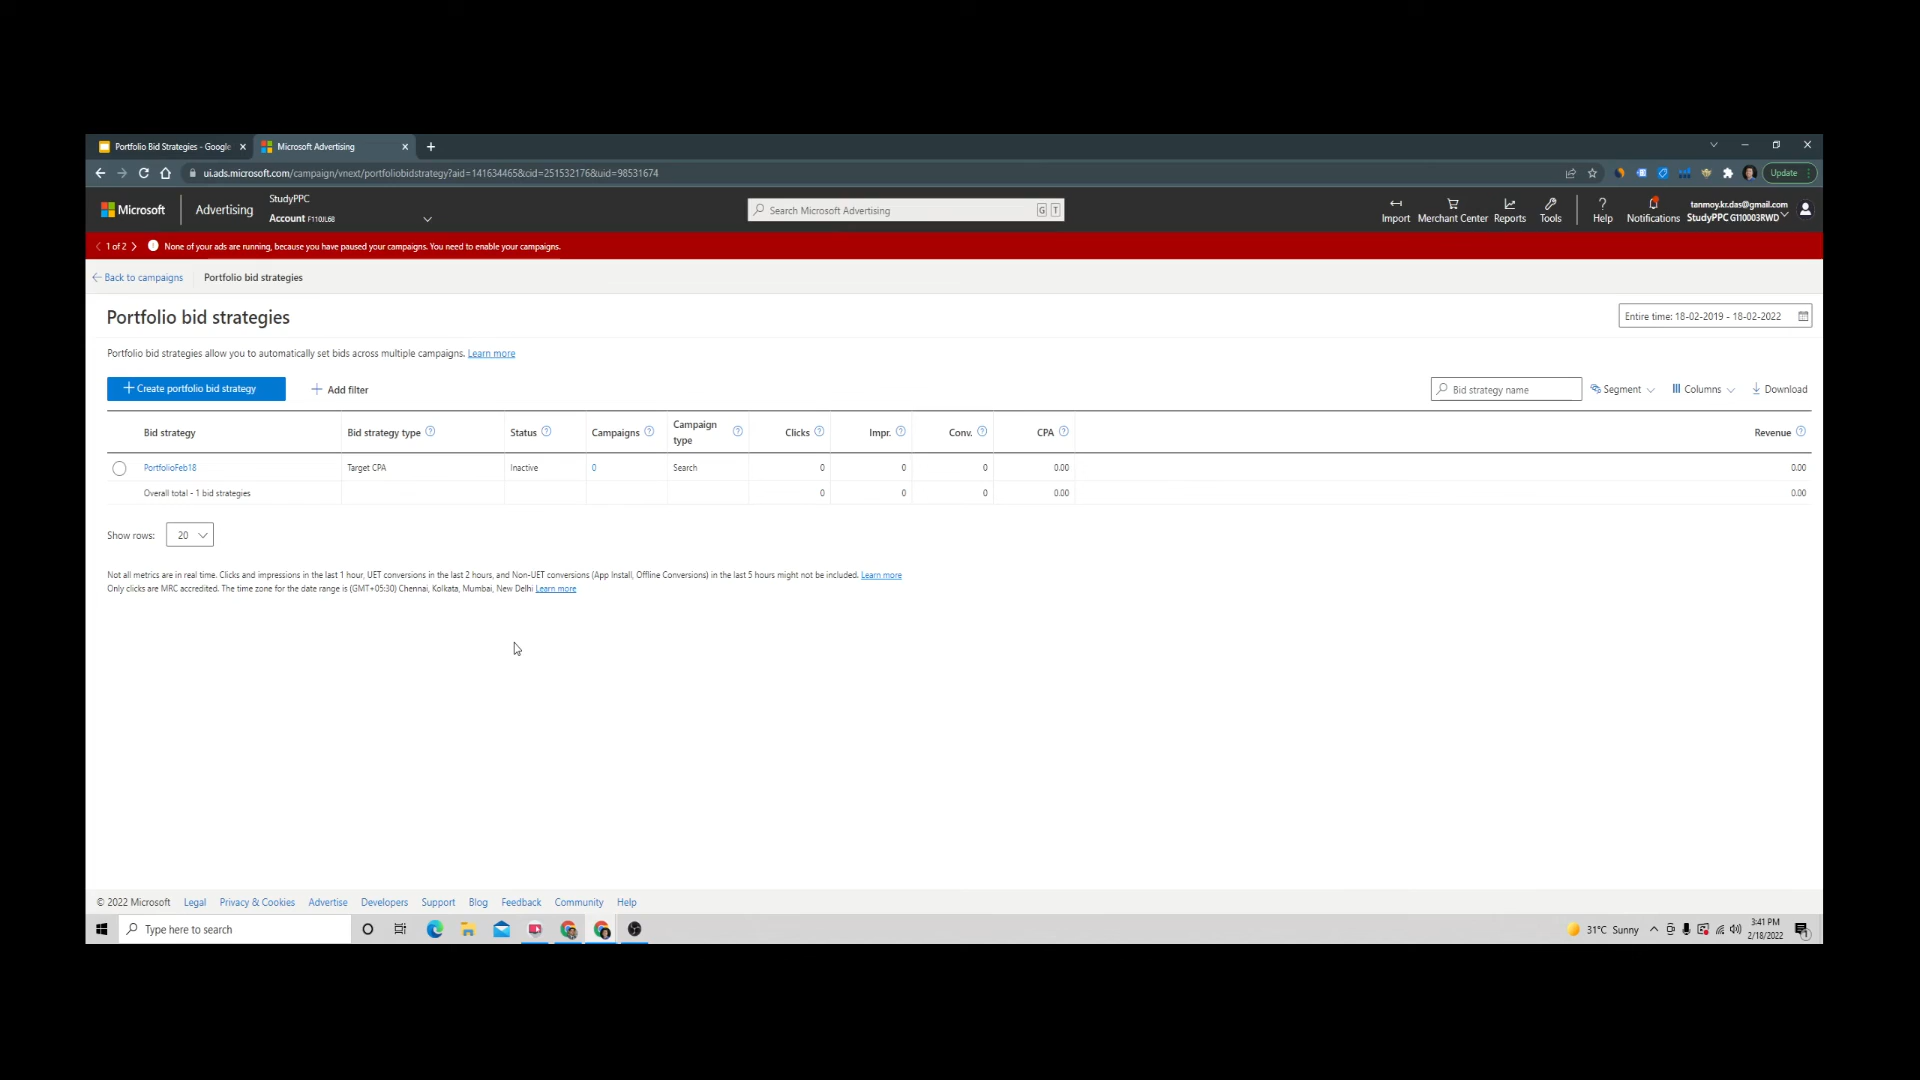 Portfolio Bid Strategies - Google
Microsoft Advertising
ui.ads.microsoft.com/campaign/vnext/portfoliobidstrategy?aid=141634465&cid=251532176&uid=98531674
Update
Microsoft
Advertising
StudyPPC
Account F110JL68
Search Microsoft Advertising
G T
Import
Merchant Center
Reports
Tools
Help
Notifications
tanmoy.kr.das@gmail.com
StudyPPC G10003RWD
1 of 2
None of your ads are running, because you have paused your campaigns. You need to enable your campaigns.
Back to campaigns
Portfolio bid strategies
Portfolio bid strategies
Entire time: 18-02-2019 - 18-02-2022
Portfolio bid strategies allow you to automatically set bids across multiple campaigns. Learn more
Create portfolio bid strategy
Add filter
Bid strategy name
Segment
Columns
Download
Bid strategy Bid strategy type Status Campaigns Campaign type Clicks Impr. Conv. CPA Revenue
PortfolioFeb18 Target CPA Inactive 0 Search 0 0 0 0.00 0.00
Overall total - 1 bid strategies 0 0 0 0.00 0.00
Show rows: 20
Not all metrics are in real time. Clicks and impressions in the last 1 hour, UET conversions in the last 2 hours, and Non-UET conversions (App Install, Offline Conversions) in the last 5 hours might not be included. Learn more
Only clicks are MRC accredited. The time zone for the date range is (GMT+05:30) Chennai, Kolkata, Mumbai, New Delhi Learn more
© 2022 Microsoft Legal Privacy & Cookies Advertise Developers Support Blog Feedback Community Help
Type here to search
31°C Sunny
3:41 PM
2/18/2022
1